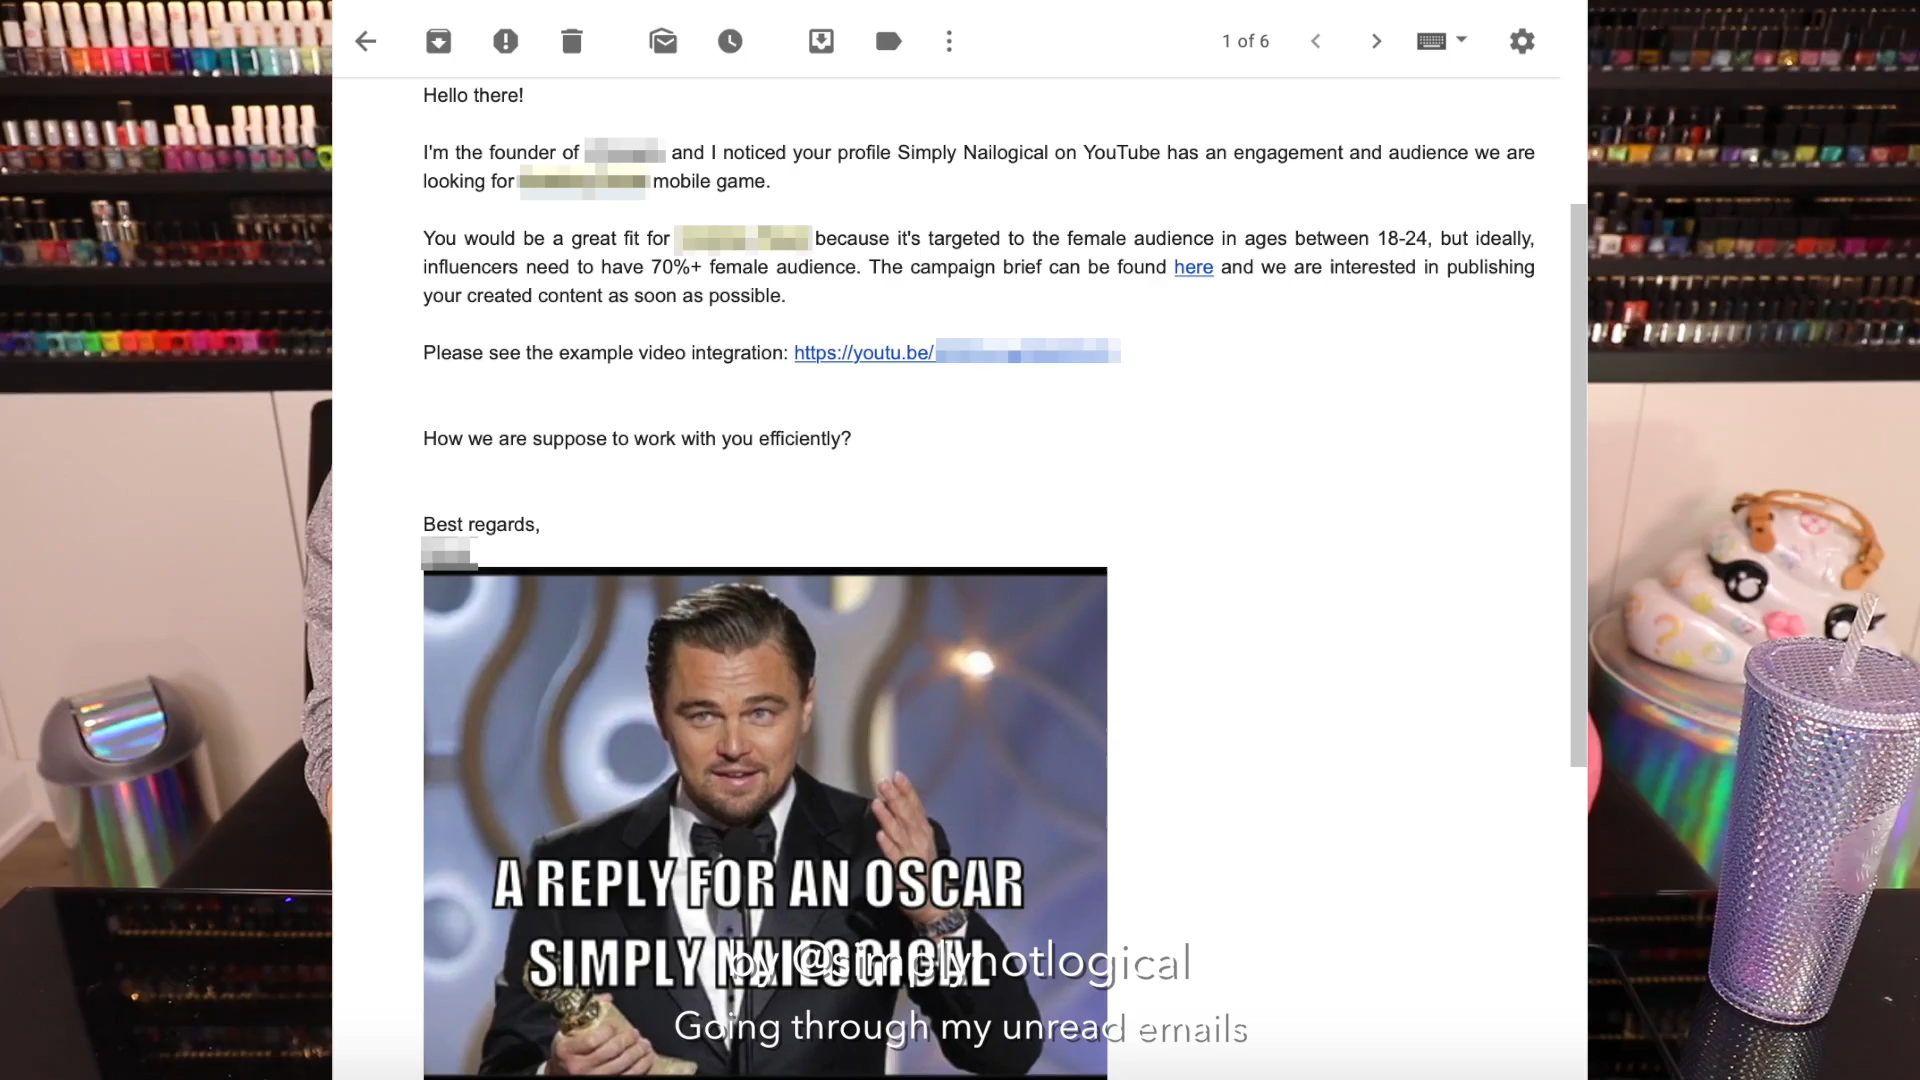 1 of 6
Hello there!
I'm the founder of and I noticed your profile Simply Nailogical on YouTube has an engagement and audience we are
looking for mobile game.
You would be a great fit for because it's targeted to the female audience in ages between 18-24, but ideally,
influencers need to have 70%+ female audience. The campaign brief can be found here and we are interested in publishing
your created content as soon as possible.
Please see the example video integration: https://youtu.be/
How we are suppose to work with you efficiently?
Best regards,
A REPLY FOR AN OSCAR
SIMPLY NAILOGICAL
by @simplynotlogical
Going through my unread emails